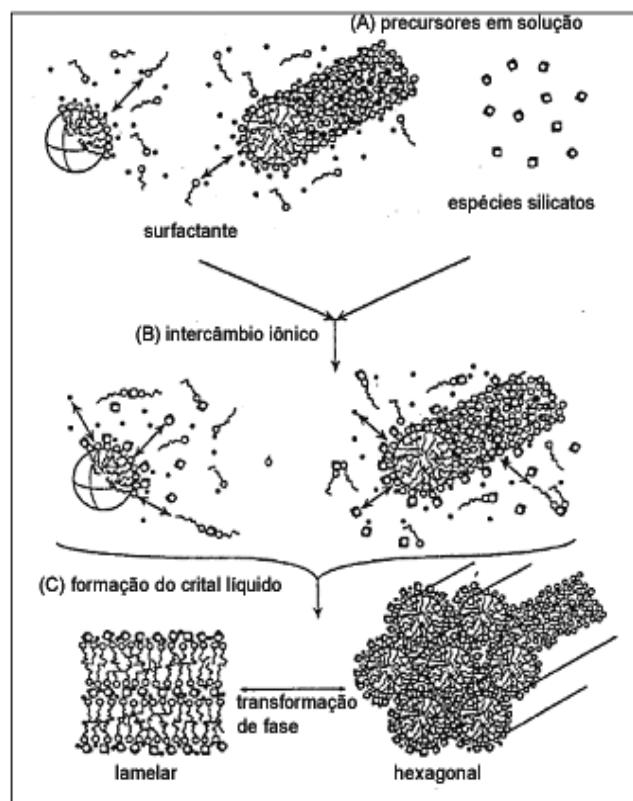 (A) precursores em solução
espécies silicatos
surfactante
(B) intercâmbio iônico
(C) formação do crital líquido
transformação
de fase
lamelar
hexagonal